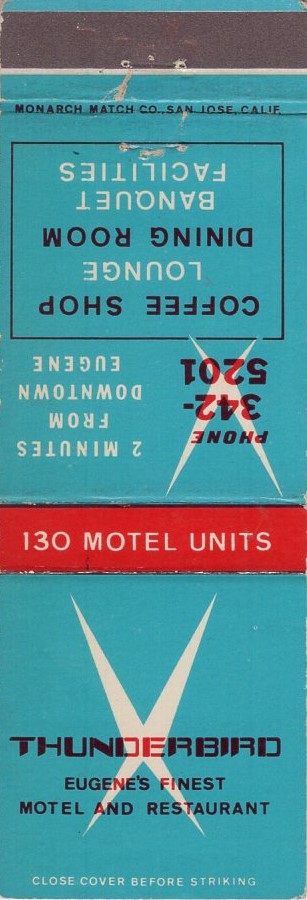 MONARCH MATCH CO., SAN JOSE, CALIF.
COFFEE SHOP
LOUNGE
DINING ROOM
BANQUET
FACILITIES
PHONE
342-
5201
2 MINUTES
FROM
DOWNTOWN
EUGENE
130 MOTEL UNITS
THUNDERBIRD
EUGENE'S FINEST
MOTEL AND RESTAURANT
CLOSE COVER BEFORE STRIKING